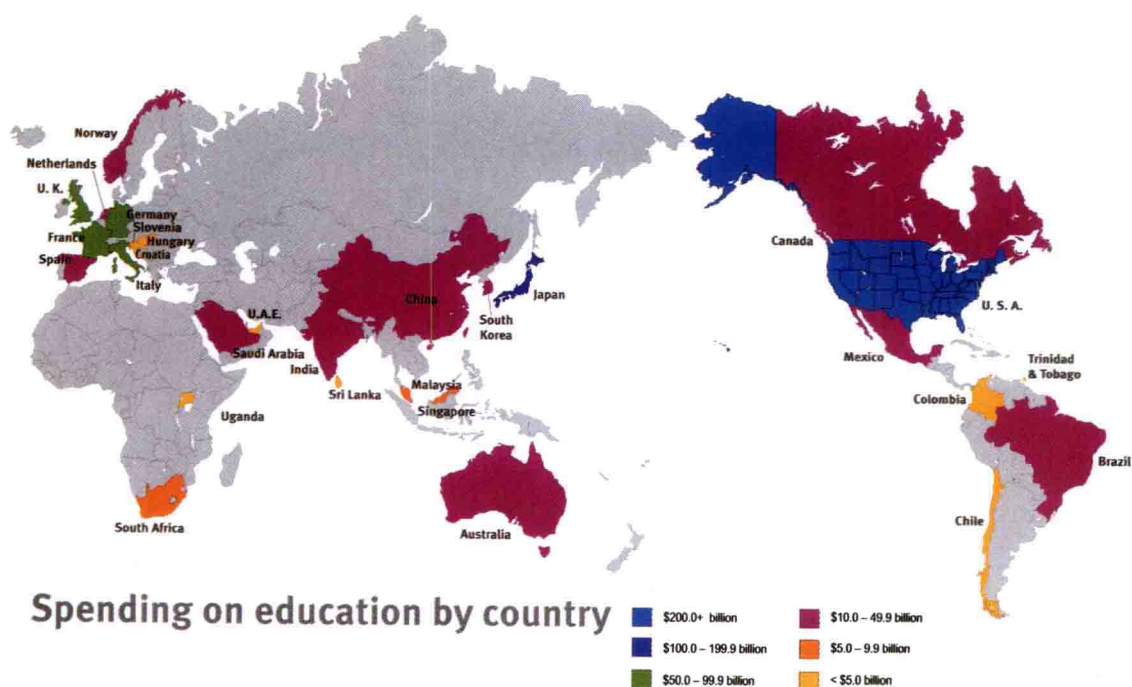 Norway
Netherlands
U. K.
Germany
Slovenia
France
Hungary
Croatia
Spain
Italy
U.A.E.
Saudi Arabia
India
Sri Lanka
China
Japan
South
Korea
Malaysia
Singapore
Uganda
South Africa
Australia
Canada
U. S. A.
Mexico
Trinidad
& Tobago
Colombia
Brazil
Chile
Spending on education by country
$200.0+ billion
$100.0 – 199.9 billion
$50.0 – 99.9 billion
$10.0 – 49.9 billion
$5.0 – 9.9 billion
< $5.0 billion